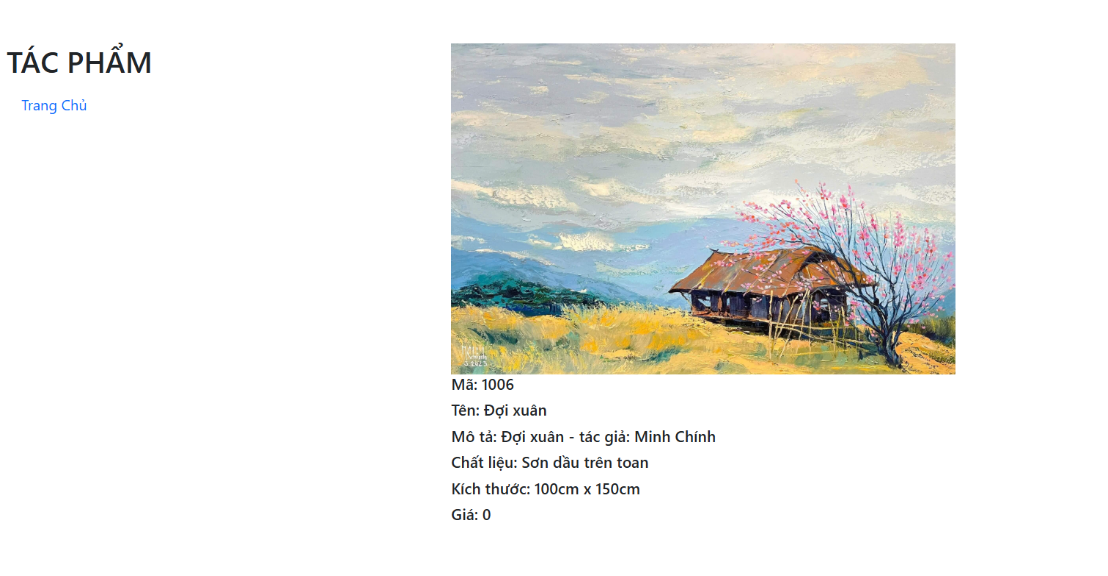 TÁC PHẨM
Trang Chủ
Mã: 1006
Tên: Đợi xuân
Mô tả: Đợi xuân - tác giả: Minh Chính
Chất liệu: Sơn dầu trên toan
Kích thước: 100cm x 150cm
Giá: 0